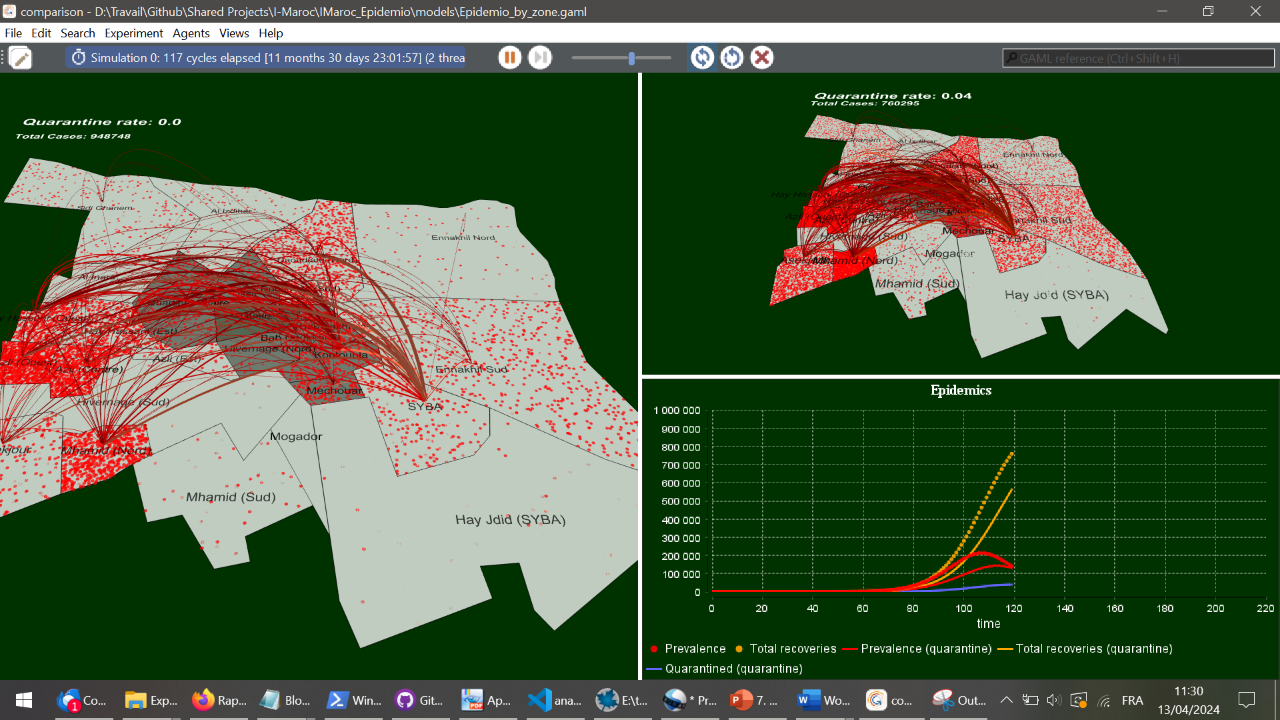 comparison - D:\Travail\Github\Shared Projects\I-Maroc\IMaroc_Epidemio\models\Epidemio_by_zone.gaml
File Edit Search Experiment Agents Views Help
Simulation 0: 117 cycles elapsed [11 months 30 days 23:01:57] (2 threa
GAML reference (Ctrl+Shift+H)
Quarantine rate: 0.0
Total Cases: 948748
Ennakhil Nord
Ennakhil Sud
Mechouar
SYBA
Hivernage (Sud)
Mhamid (Nord)
Mogador
Mhamid (Sud)
Hay Jdid (SYBA)
Quarantine rate: 0.04
Total Cases: 760295
Ennakhil Nord
Mechouar
SYBA
Mhamid (Nord)
Mogador
Mhamid (Sud)
Hay Jdid (SYBA)
Epidemics
1 000 000
900 000
800 000
700 000
600 000
500 000
400 000
300 000
200 000
100 000
0
0 20 40 60 80 100 120 140 160 180 200 220
time
Prevalence Total recoveries Prevalence (quarantine) Total recoveries (quarantine)
Quarantined (quarantine)
1 Co... Exp... Rap... Blo... Win... Git... Ap... ana... E:\t... * Pr... 7. ... Wo... co... Out... FRA
11:30
13/04/2024